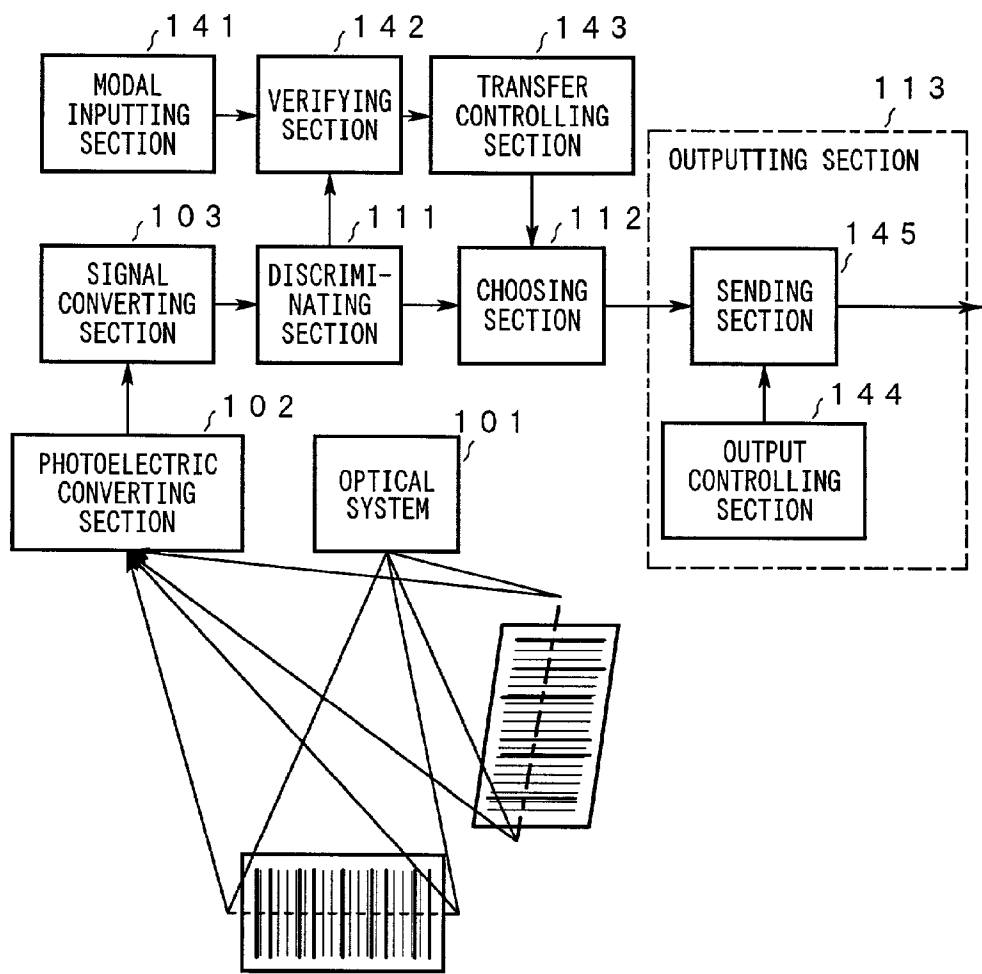 141
MODAL
INPUTTING
SECTION
142
VERIFYING
SECTION
143
TRANSFER
CONTROLLING
SECTION
113
OUTPUTTING SECTION
103
SIGNAL
CONVERTING
SECTION
111
DISCRIMI-
NATING
SECTION
112
CHOOSING
SECTION
145
SENDING
SECTION
102
PHOTOELECTRIC
CONVERTING
SECTION
101
OPTICAL
SYSTEM
144
OUTPUT
CONTROLLING
SECTION